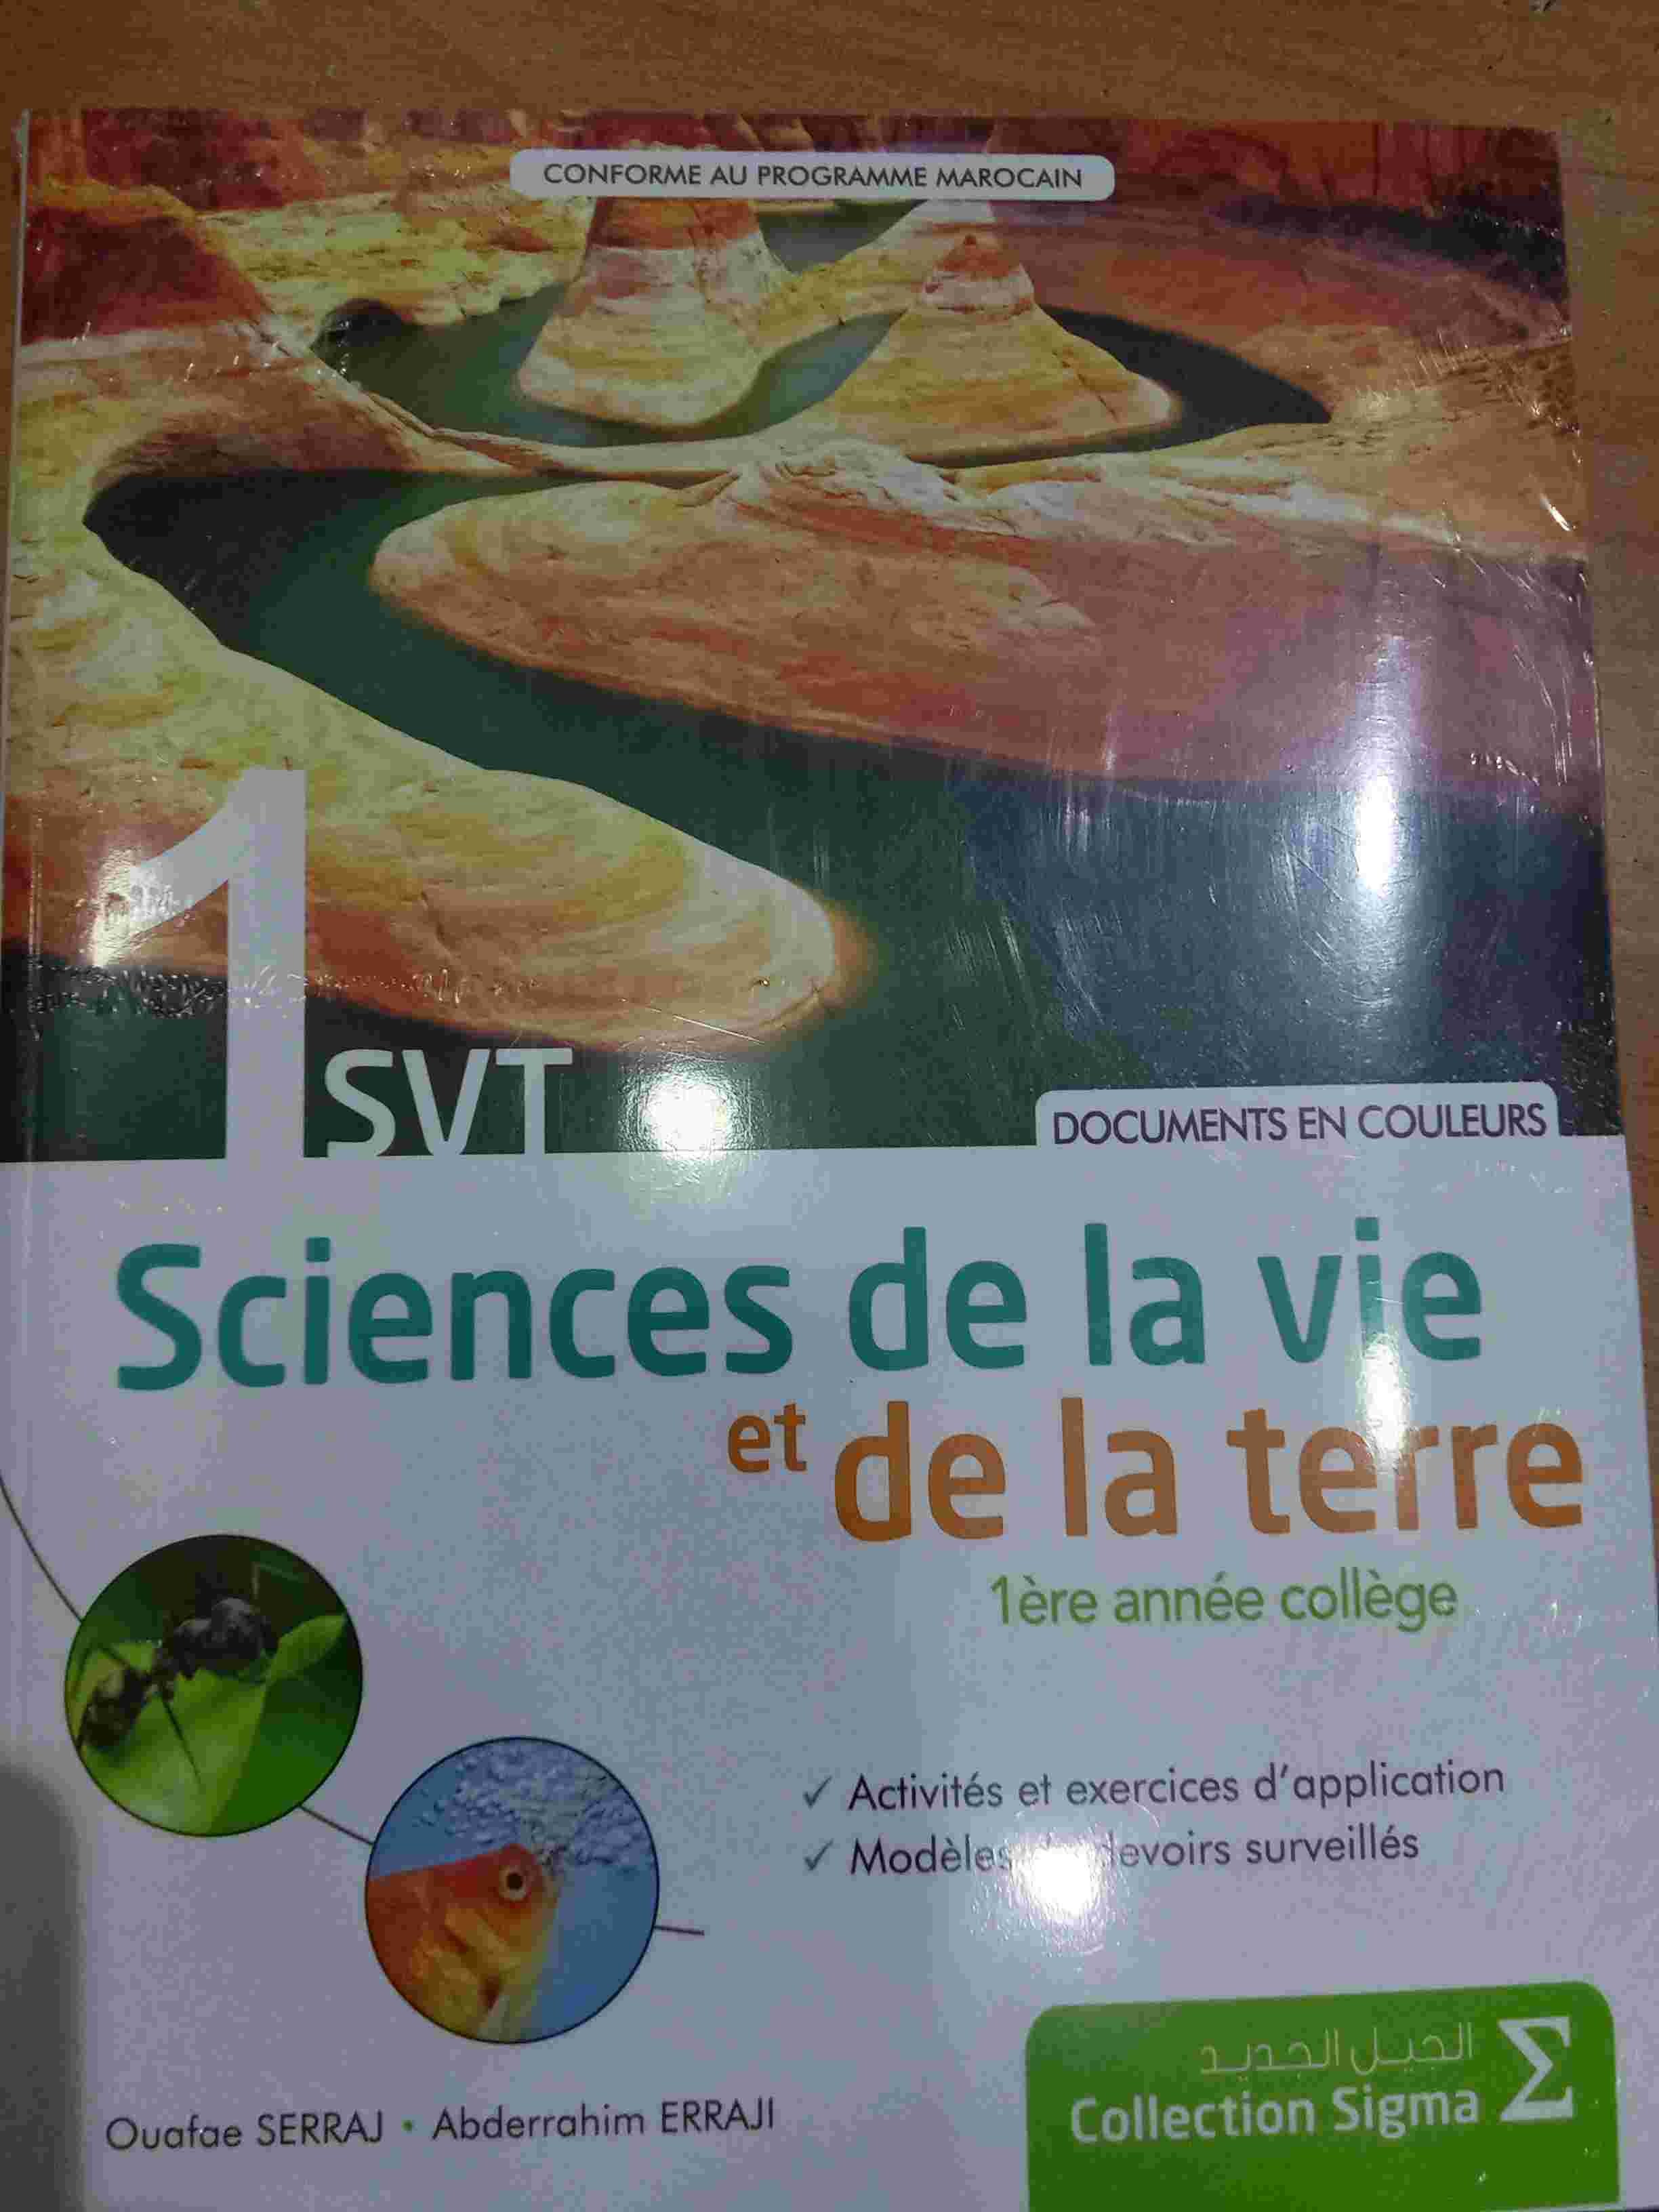 CONFORME AU PROGRAMME MAROCAIN
1 SVT
DOCUMENTS EN COULEURS
Sciences de la vie
et de la terre
1ère année collège
✓ Activités et exercices d'application
✓ Modèles devoirs surveillés
الجيل الجديد
Collection Sigma Σ
Ouafae SERRAJ • Abderrahim ERRAJI